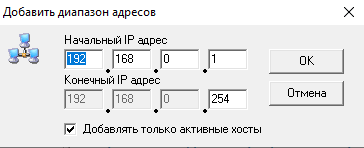 Добавить диапазон адресов
Начальный IP адрес
192 . 168 . 0 . 1
OK
Конечный IP адрес
192 . 168 . 0 . 254
Отмена
Добавлять только активные хосты